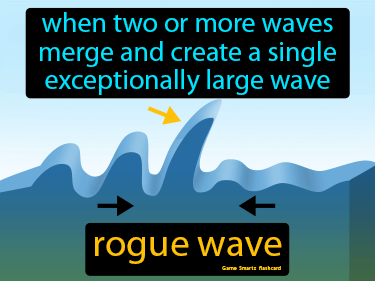 when two or more waves
merge and create a single
exceptionally large wave
rogue wave
Game Smartz flashcard